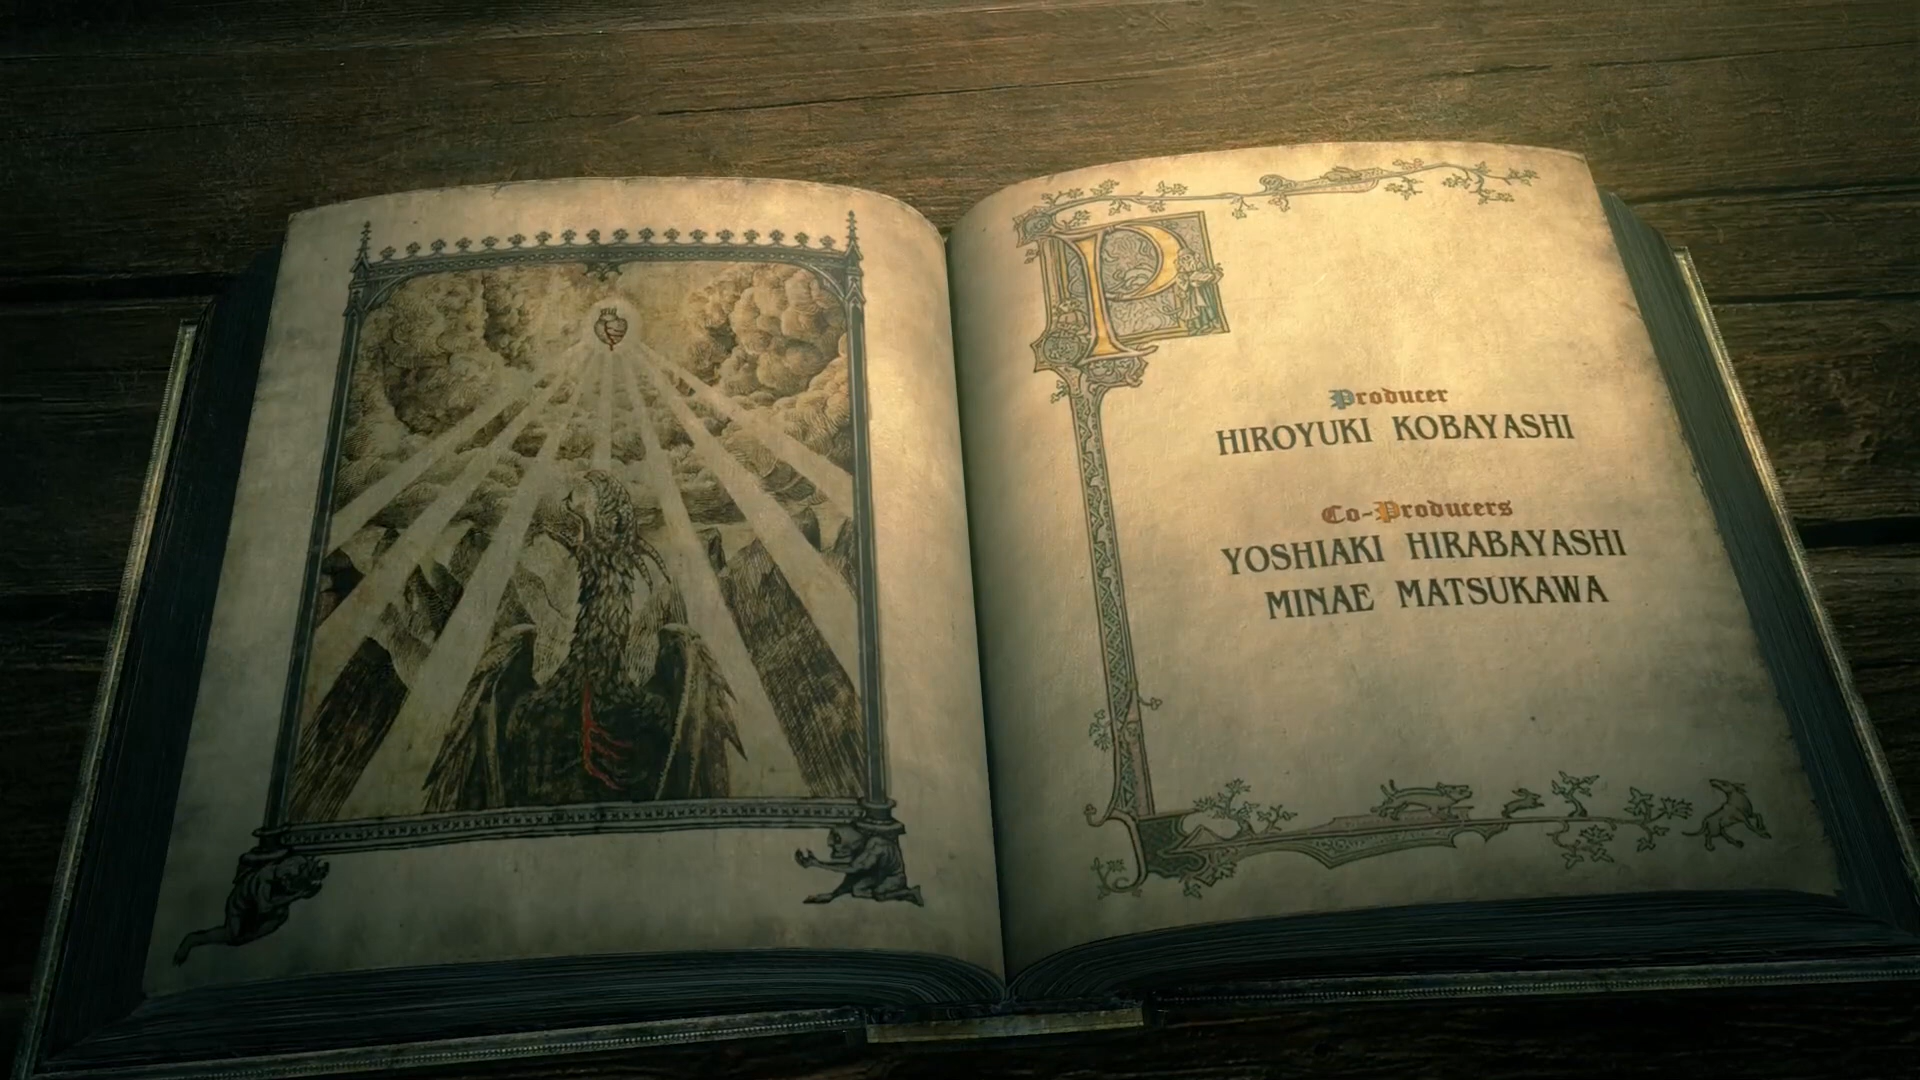 P
Producer
HIROYUKI KOBAYASHI
Co-Producers
YOSHIAKI HIRABAYASHI
MINAE MATSUKAWA